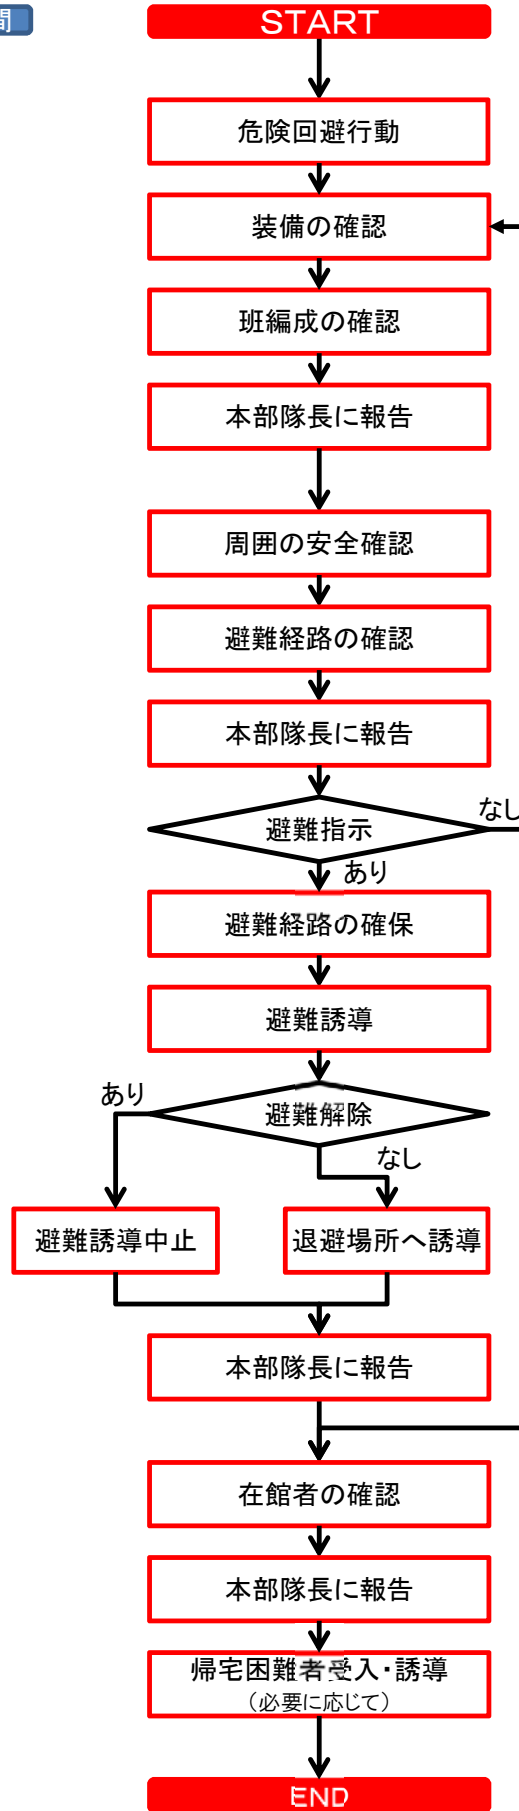 間
START
危険回避行動
装備の確認
班編成の確認
本部隊長に報告
周囲の安全確認
避難経路の確認
本部隊長に報告
避難指示
なし
あり
避難経路の確保
避難誘導
あり
避難解除
なし
避難誘導中止
退避場所へ誘導
本部隊長に報告
在館者の確認
本部隊長に報告
帰宅困難者受入・誘導
（必要に応じて）
END